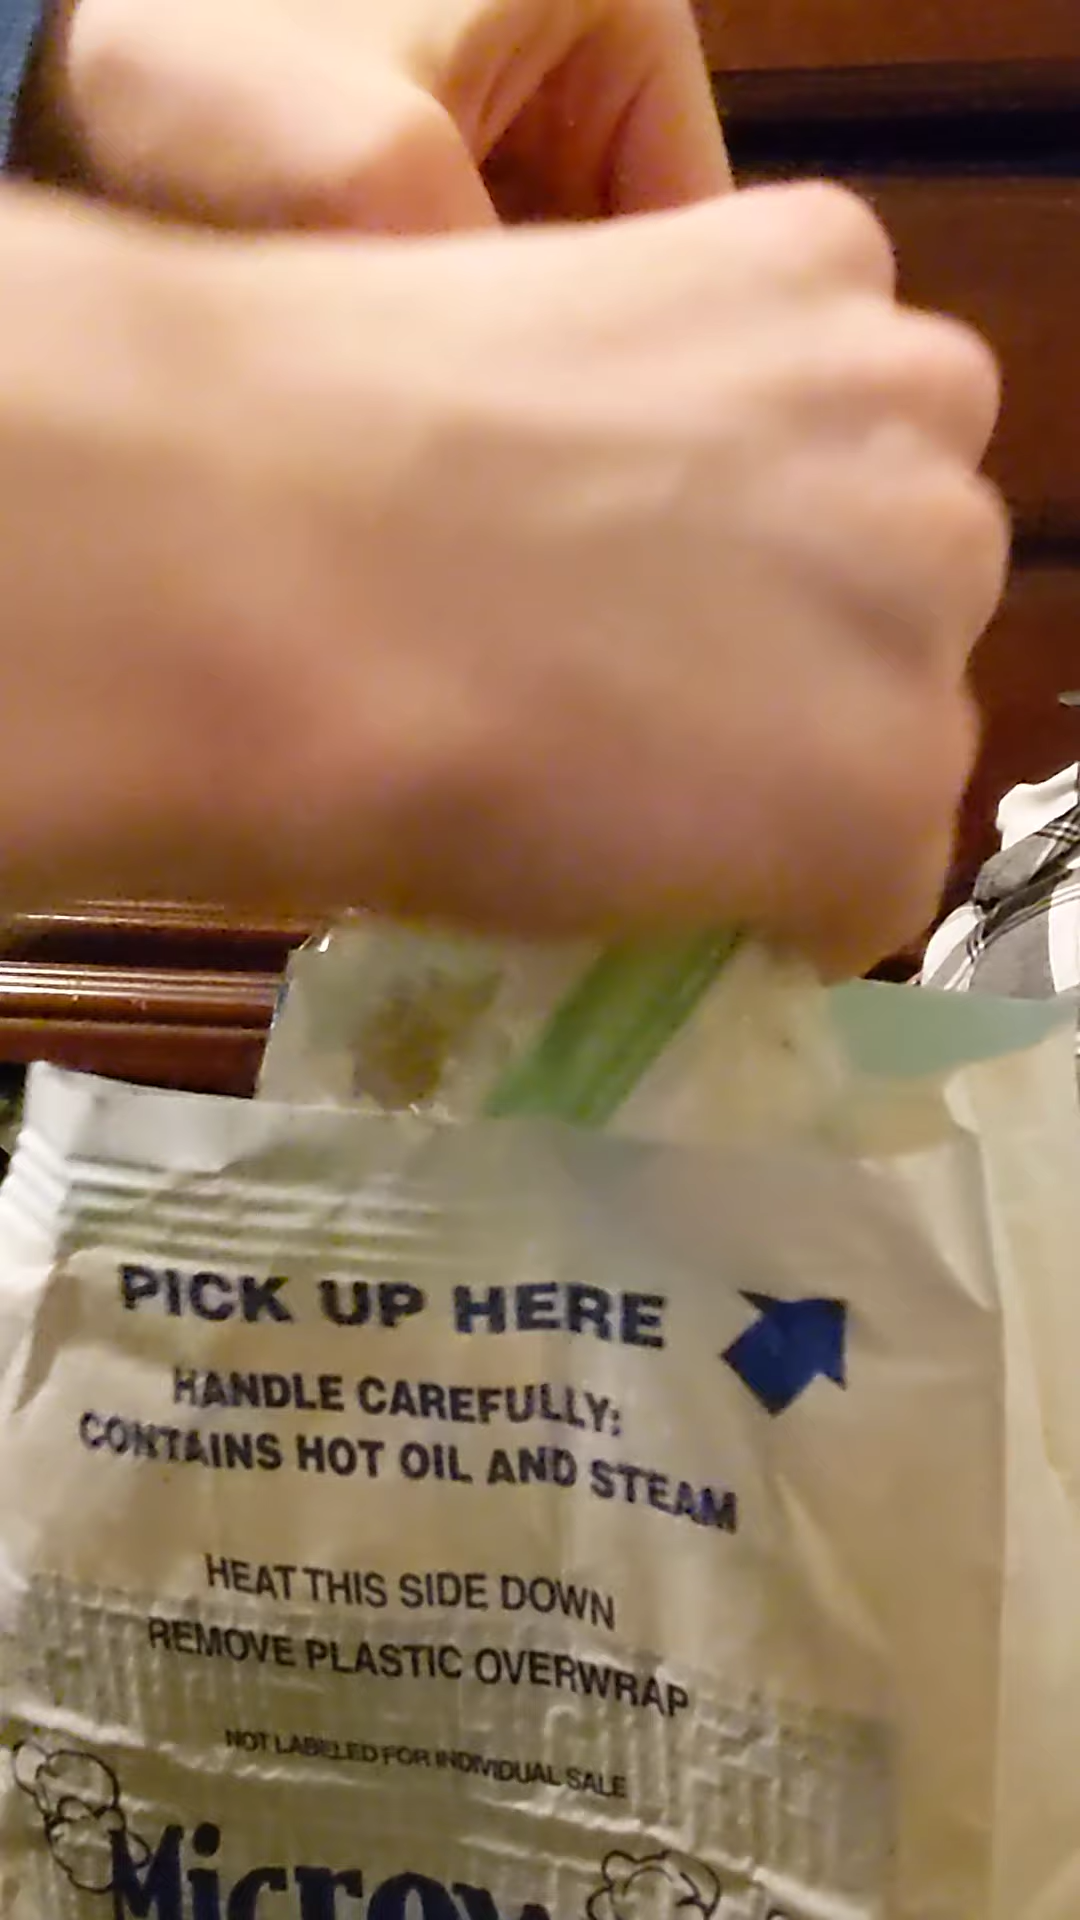 PICK UP HERE
HANDLE CAREFULLY:
CONTAINS HOT OIL AND STEAM
HEAT THIS SIDE DOWN
REMOVE PLASTIC OVERWRAP
NOT LABELED FOR INDIVIDUAL SALE